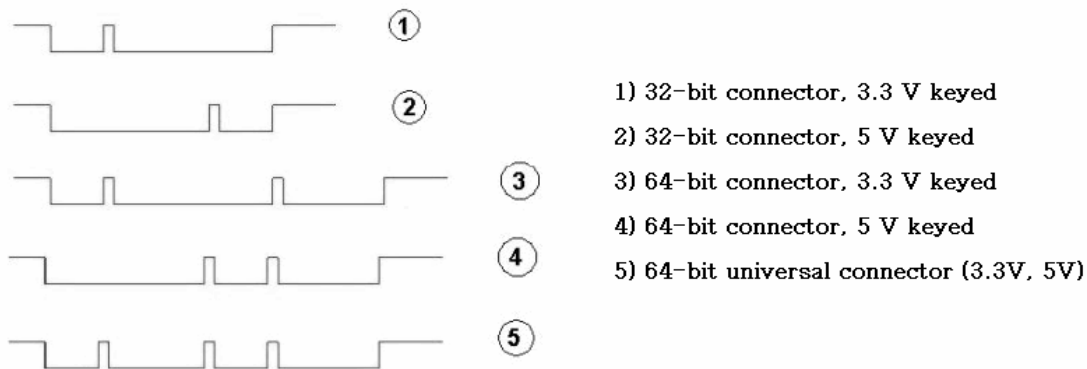 1
2
3
4
5
1) 32-bit connector, 3.3 V keyed
2) 32-bit connector, 5 V keyed
3) 64-bit connector, 3.3 V keyed
4) 64-bit connector, 5 V keyed
5) 64-bit universal connector (3.3V, 5V)